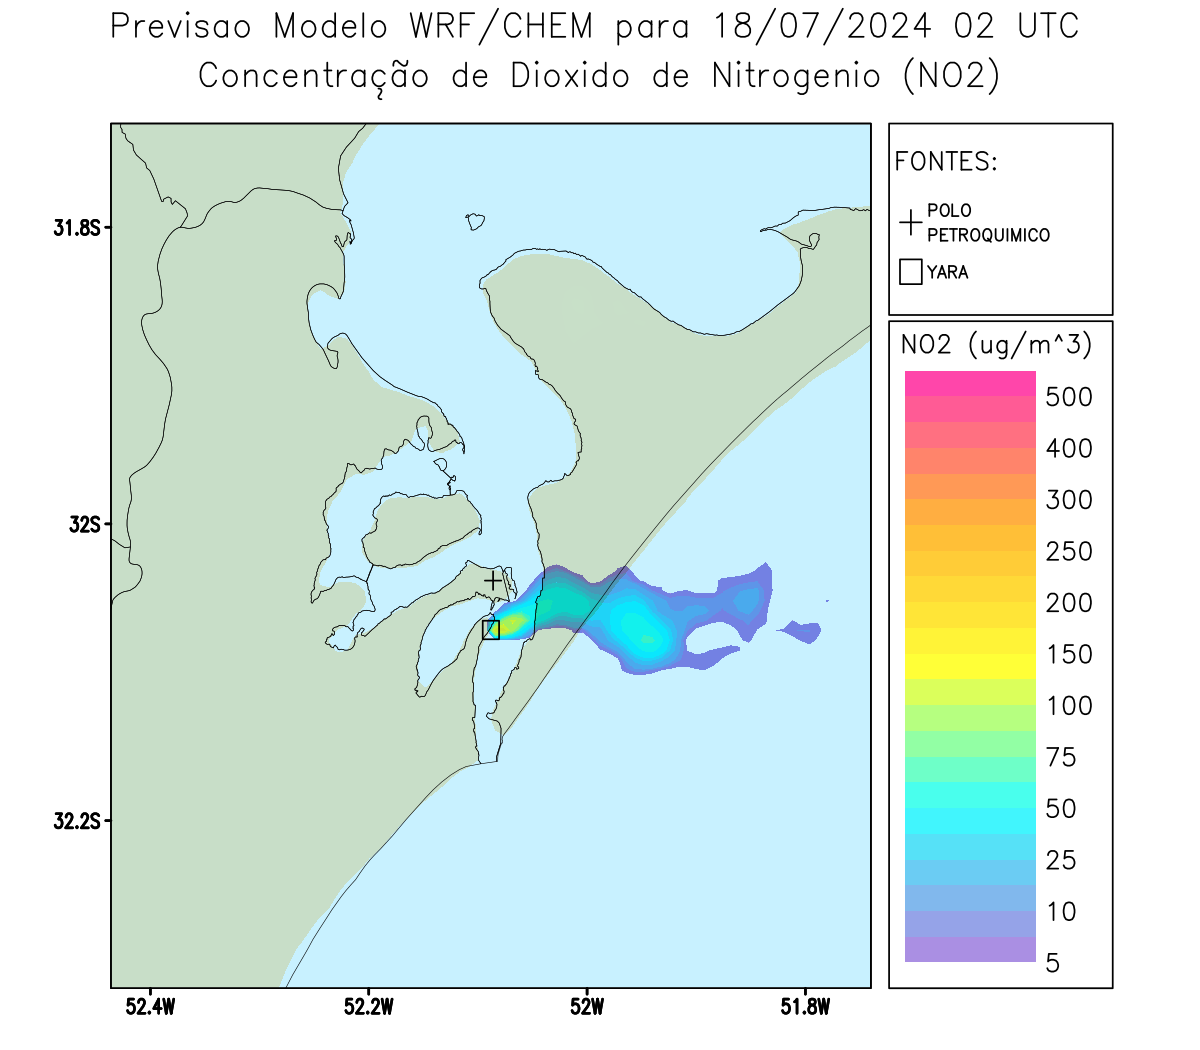 Previsao Modelo WRF/CHEM para 18/07/2024 02 UTC
Concentração de Dioxido de Nitrogenio (NO2)
FONTES:
POLO
PETROQUIMICO
YARA
31.8S
32S
32.2S
52.4W
52.2W
52W
51.8W
NO2 (ug/m^3)
500
400
300
250
200
150
100
75
50
25
10
5